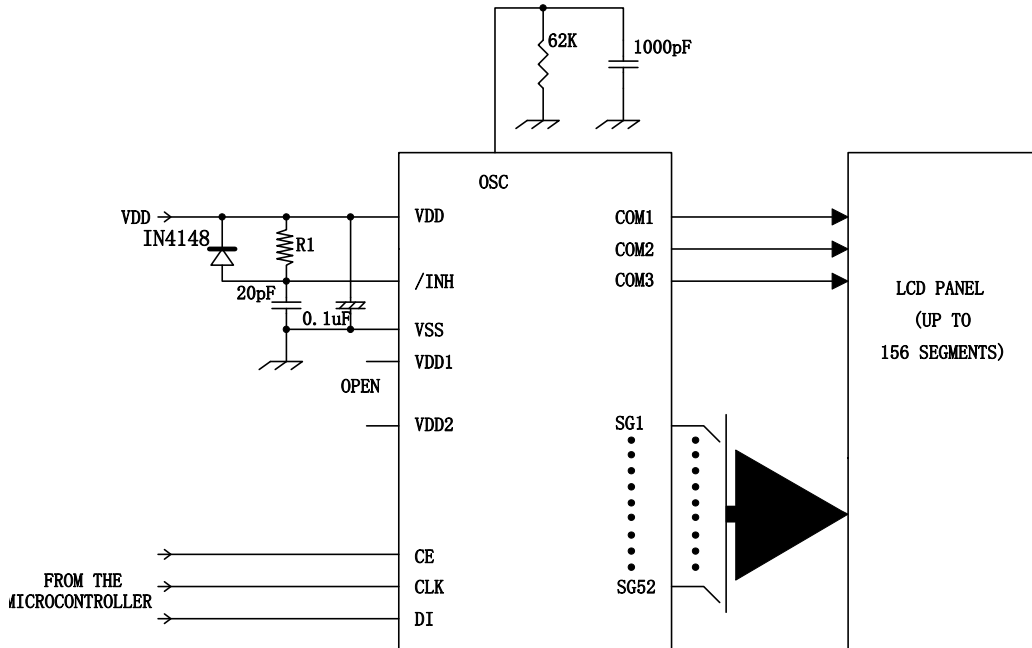 62K
1000pF
OSC
VDD
IN4148
R1
20pF
0.1uF
VDD
/INH
VSS
VDD1
OPEN
VDD2
CE
CLK
DI
FROM THE
MICROCONTROLLER
COM1
COM2
COM3
SG1
SG52
LCD PANEL
(UP TO
156 SEGMENTS)